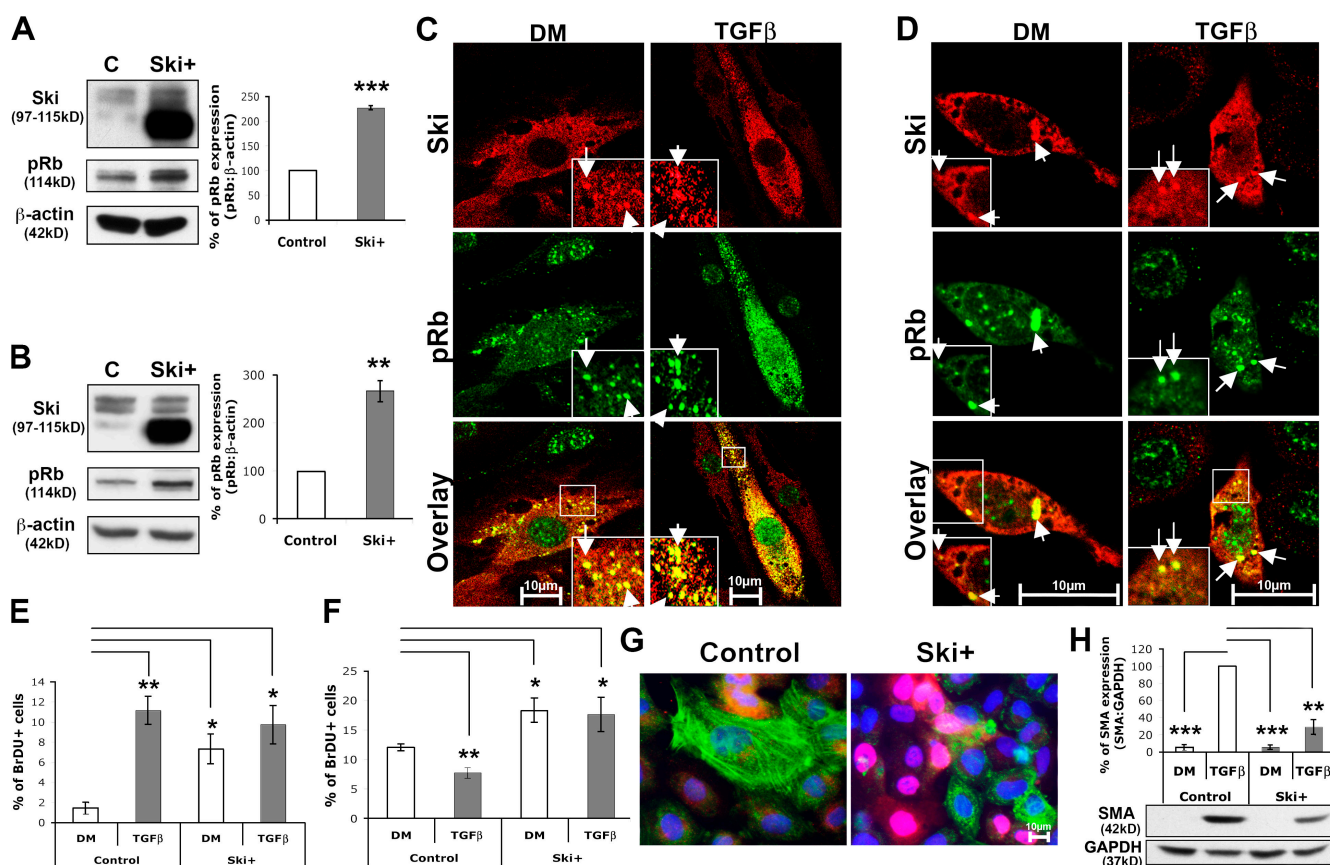 A
C Ski+
Ski
(97-115kD)
pRb
(114kD)
β-actin
(42kD)
% of pRb expression
(pRb:β-actin)
250
200
150
100
50
0
***
Control Ski+
B
C Ski+
Ski
(97-115kD)
pRb
(114kD)
β-actin
(42kD)
% of pRb expression
(pRb:β-actin)
300
200
100
0
**
Control Ski+
C
DM TGFβ
Ski
pRb
Overlay
10µm 10µm
D
DM TGFβ
Ski
pRb
Overlay
10µm 10µm
E
% of BrDU+ cells
14
12
10
8
6
4
2
0
** * *
DM TGFβ DM TGFβ
Control Ski+
F
% of BrDU+ cells
25
20
15
10
5
0
** * *
DM TGFβ DM TGFβ
Control Ski+
G
Control Ski+
10µm
H
% of SMA expression
(SMA:GAPDH)
120
100
80
60
40
20
0
*** *** **
DM TGFβ DM TGFβ
Control Ski+
SMA
(42kD)
GAPDH
(37kD)